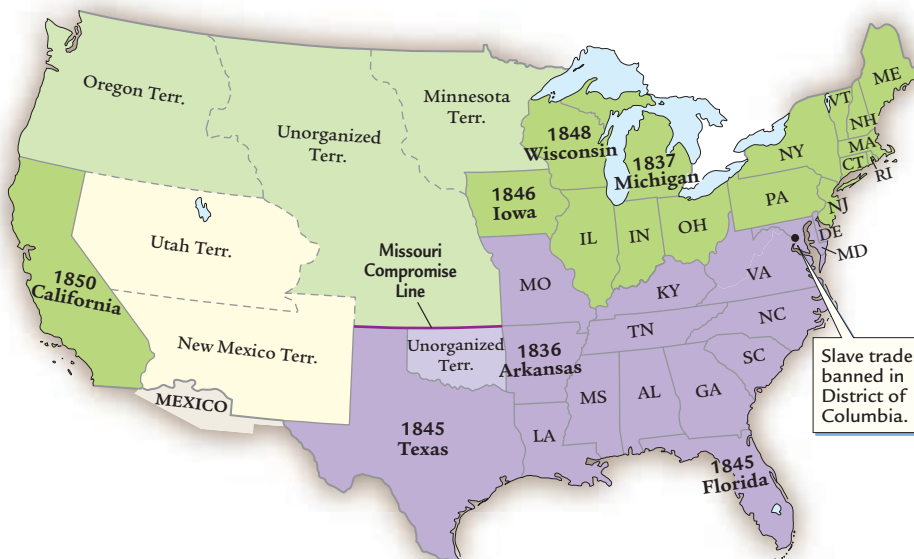 Oregon Terr.
Unorganized
Terr.
Minnesota
Terr.
1848
Wisconsin
1837
Michigan
1846
Iowa
ME
VT
NH
MA
CT
RI
NY
PA
NJ
IL
IN
OH
DE
MD
Utah Terr.
Missouri
Compromise
Line
MO
KY
VA
1850
California
New Mexico Terr.
Unorganized
Terr.
1836
Arkansas
TN
NC
SC
MS
AL
GA
Slave trade
banned in
District of
Columbia.
MEXICO
1845
Texas
LA
1845
Florida